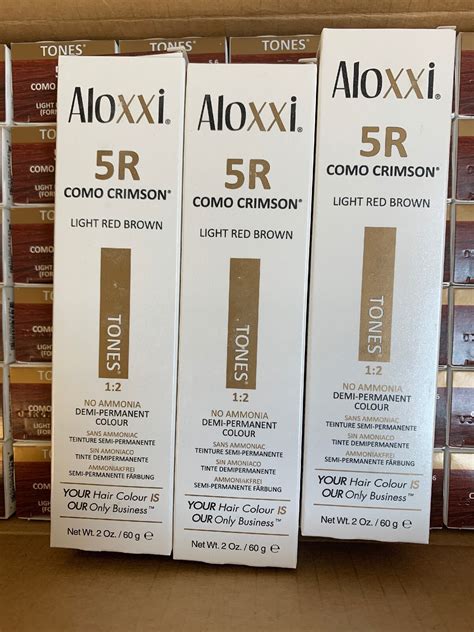 TONES®
TONES®
TONES®
5R
COMO
LIGHT
(FOR
5.6
Aloxxi®
5R
COMO CRIMSON®
LIGHT RED BROWN
TONES®
1:2
NO AMMONIA
DEMI-PERMANENT
COLOUR
SANS AMMONIAC
TEINTURE SEMI-PERMANENTE
SIN AMONIACO
TINTE DEMIPERMANENTE
AMMONIAKFREI
SEMI-PERMANENTE FÄRBUNG
YOUR Hair Colour IS
OUR Only Business™
Net Wt. 2 Oz. / 60 g ℮
Aloxxi®
5R
COMO CRIMSON®
LIGHT RED BROWN
TONES®
1:2
NO AMMONIA
DEMI-PERMANENT
COLOUR
SANS AMMONIAC
TEINTURE SEMI-PERMANENTE
SIN AMONIACO
TINTE DEMIPERMANENTE
AMMONIAKFREI
SEMI-PERMANENTE FÄRBUNG
YOUR Hair Colour IS
OUR Only Business™
Net Wt. 2 Oz. / 60 g ℮
Aloxxi®
5R
COMO CRIMSON®
LIGHT RED BROWN
TONES®
1:2
NO AMMONIA
DEMI-PERMANENT
COLOUR
SANS AMMONIAC
TEINTURE SEMI-PERMANENTE
SIN AMONIACO
TINTE DEMIPERMANENTE
AMMONIAKFREI
SEMI-PERMANENTE FÄRBUNG
YOUR Hair Colour IS
OUR Only Business™
Net Wt. 2 Oz. / 60 g ℮